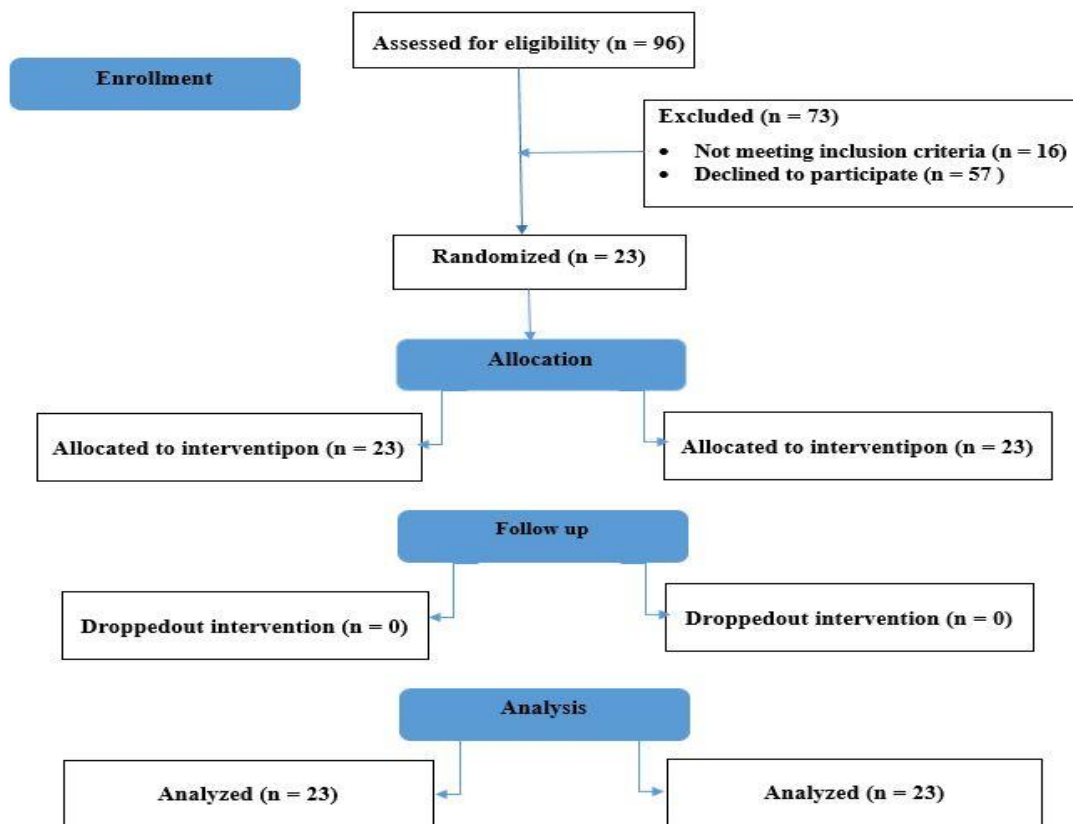 Assessed for eligibility (n = 96)
Enrollment
Excluded (n = 73)
• Not meeting inclusion criteria (n = 16)
• Declined to participate (n = 57 )
Randomized (n = 23)
Allocation
Allocated to interventipon (n = 23)
Allocated to interventipon (n = 23)
Follow up
Droppedout intervention (n = 0)
Droppedout intervention (n = 0)
Analysis
Analyzed (n = 23)
Analyzed (n = 23)